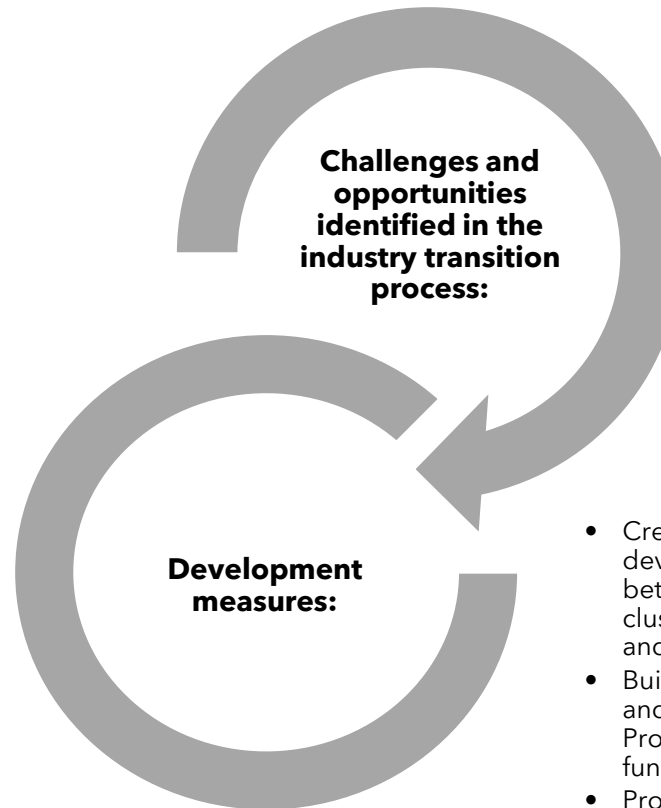 Challenges and
opportunities
identified in the
industry transition
process:
Development
measures:
• Cre
dev
bet
clus
and
• Bui
and
Pro
fun
• Pro